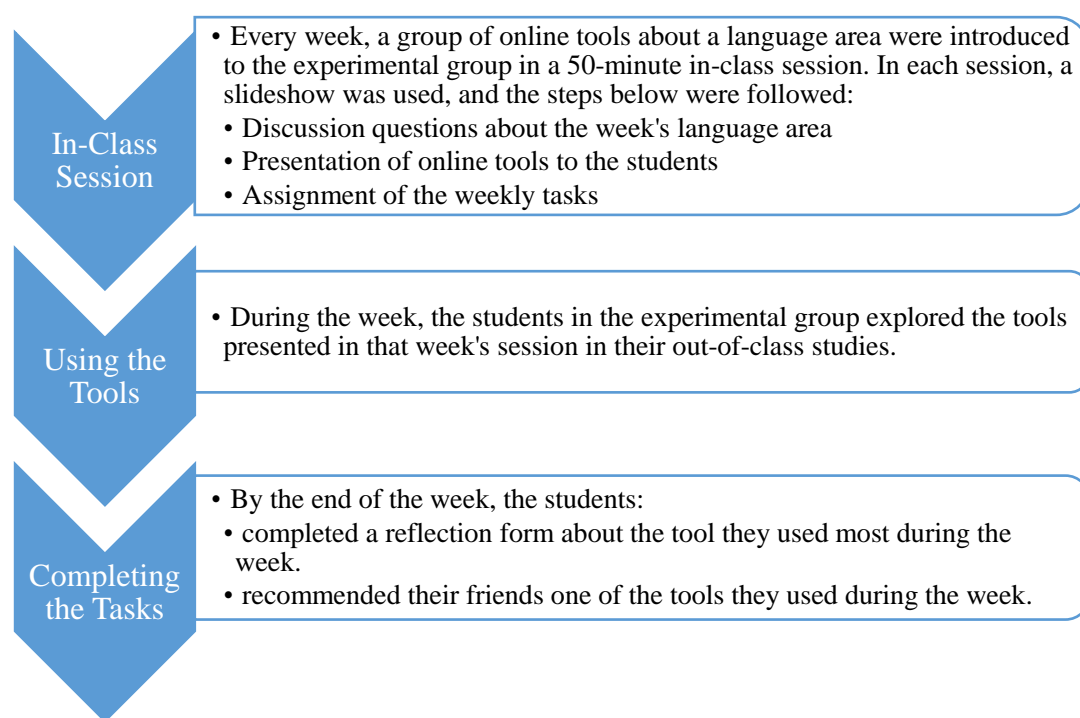 In-Class
Session
• Every week, a group of online tools about a language area were introduced
to the experimental group in a 50-minute in-class session. In each session, a
slideshow was used, and the steps below were followed:
• Discussion questions about the week's language area
• Presentation of online tools to the students
• Assignment of the weekly tasks
Using the
Tools
• During the week, the students in the experimental group explored the tools
presented in that week's session in their out-of-class studies.
Completing
the Tasks
• By the end of the week, the students:
• completed a reflection form about the tool they used most during the
week.
• recommended their friends one of the tools they used during the week.